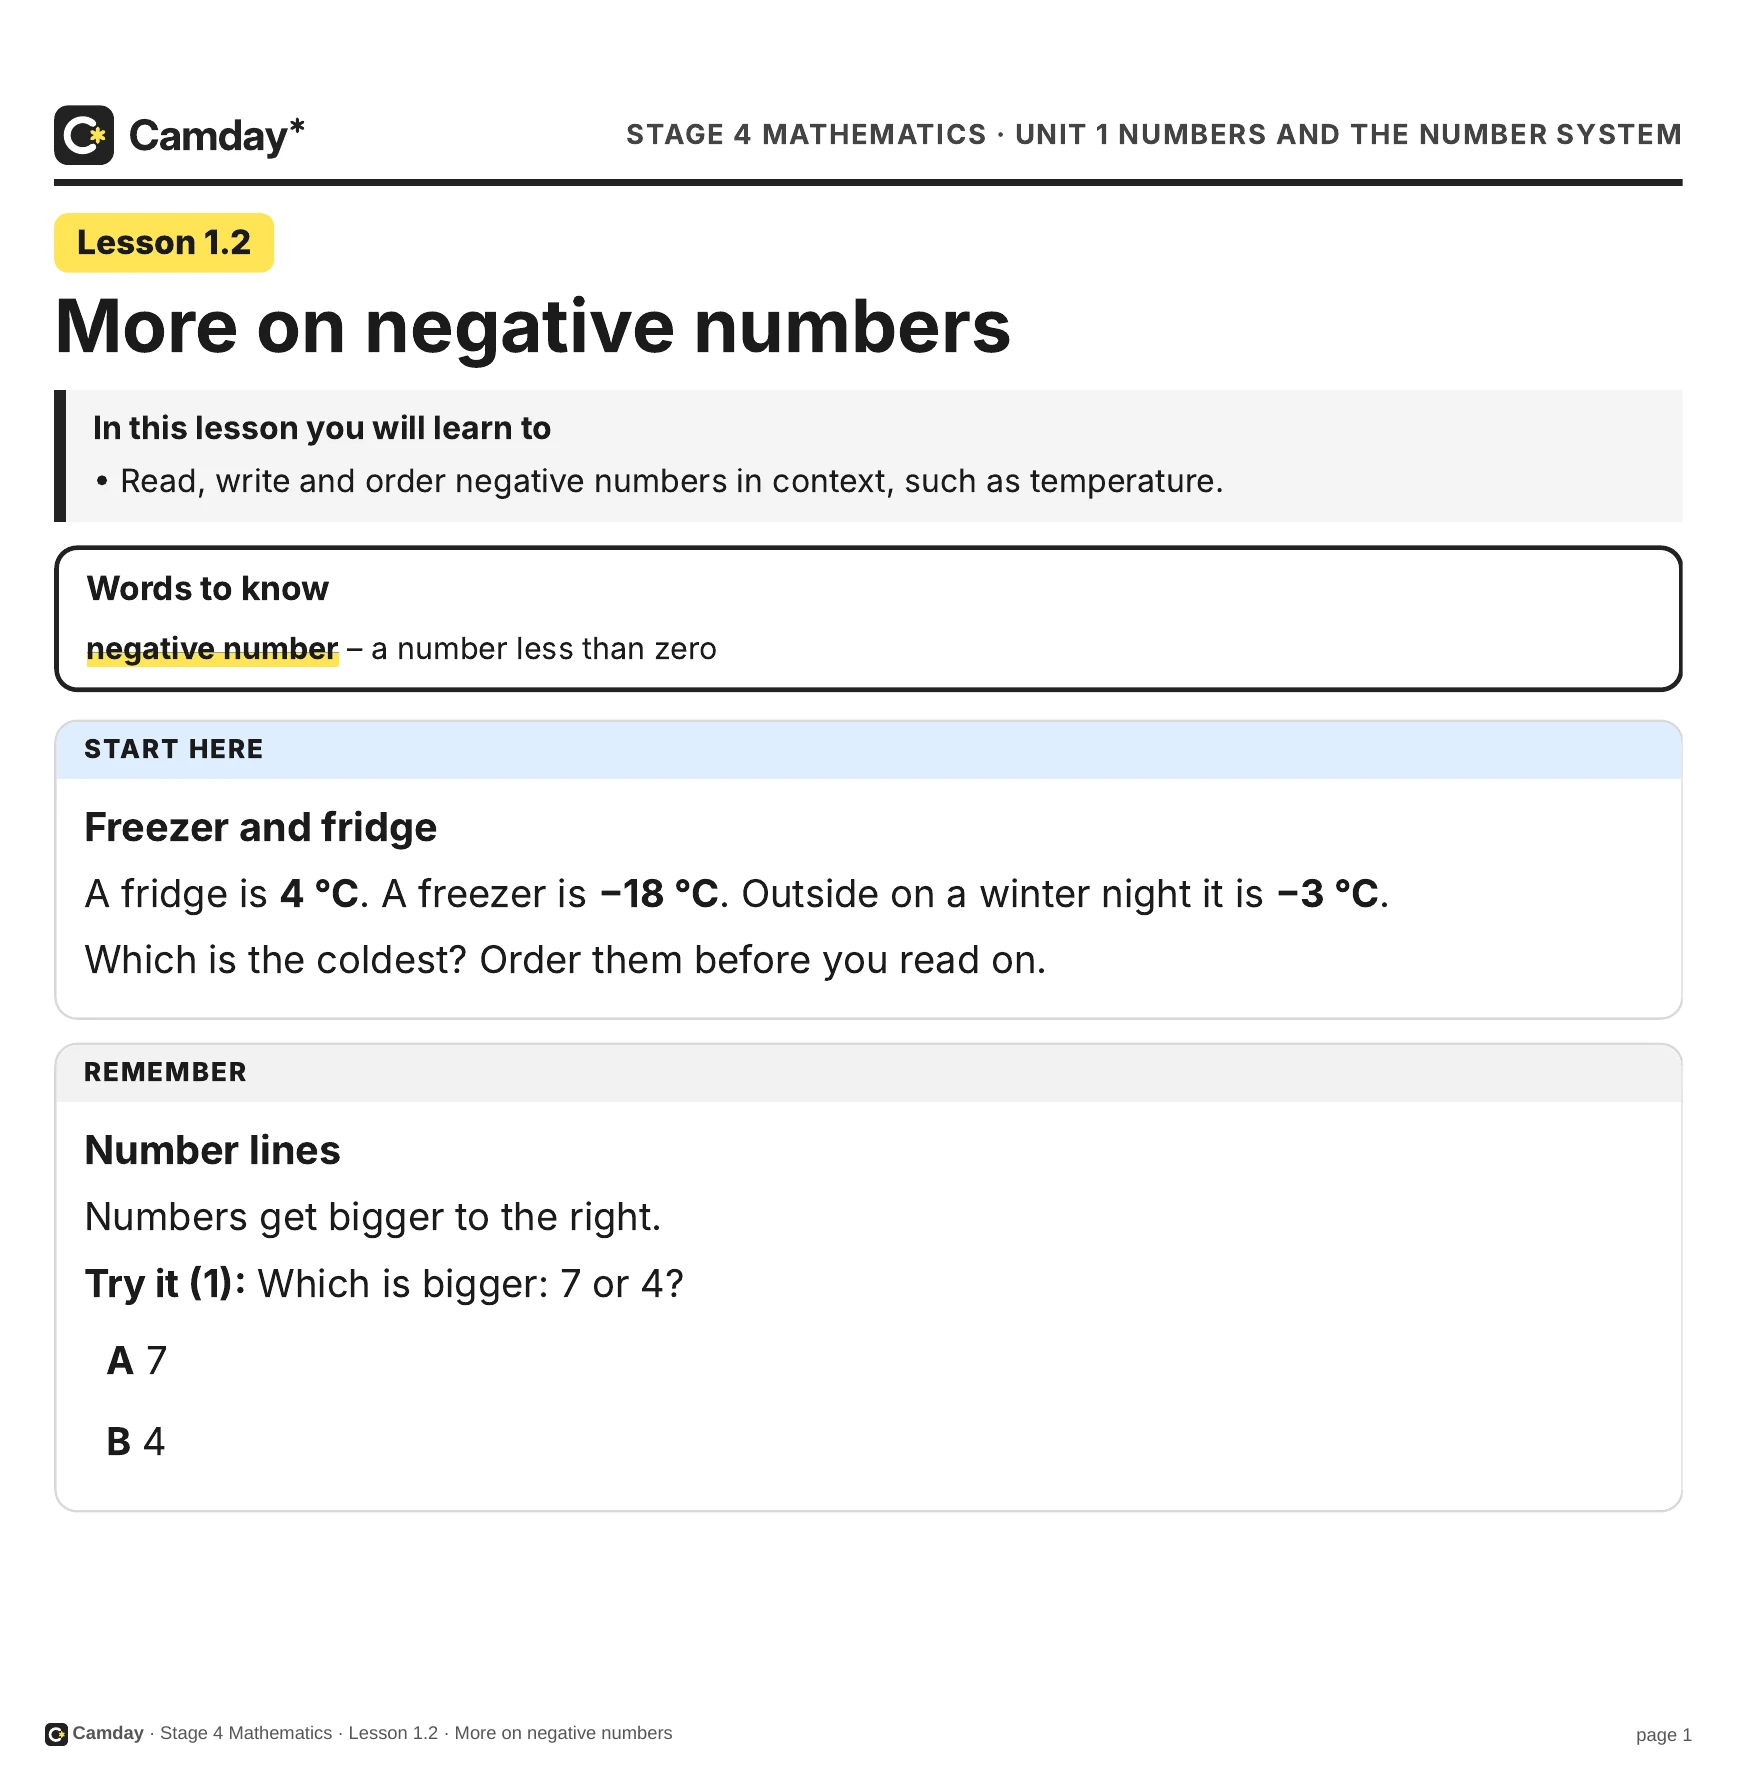 Camday*
STAGE 4 MATHEMATICS · UNIT 1 NUMBERS AND THE NUMBER SYSTEM
Lesson 1.2
More on negative numbers
In this lesson you will learn to
• Read, write and order negative numbers in context, such as temperature.
Words to know
negative number – a number less than zero
START HERE
Freezer and fridge
A fridge is 4 °C. A freezer is −18 °C. Outside on a winter night it is −3 °C.
Which is the coldest? Order them before you read on.
REMEMBER
Number lines
Numbers get bigger to the right.
Try it (1): Which is bigger: 7 or 4?
A 7
B 4
Camday · Stage 4 Mathematics · Lesson 1.2 · More on negative numbers
page 1